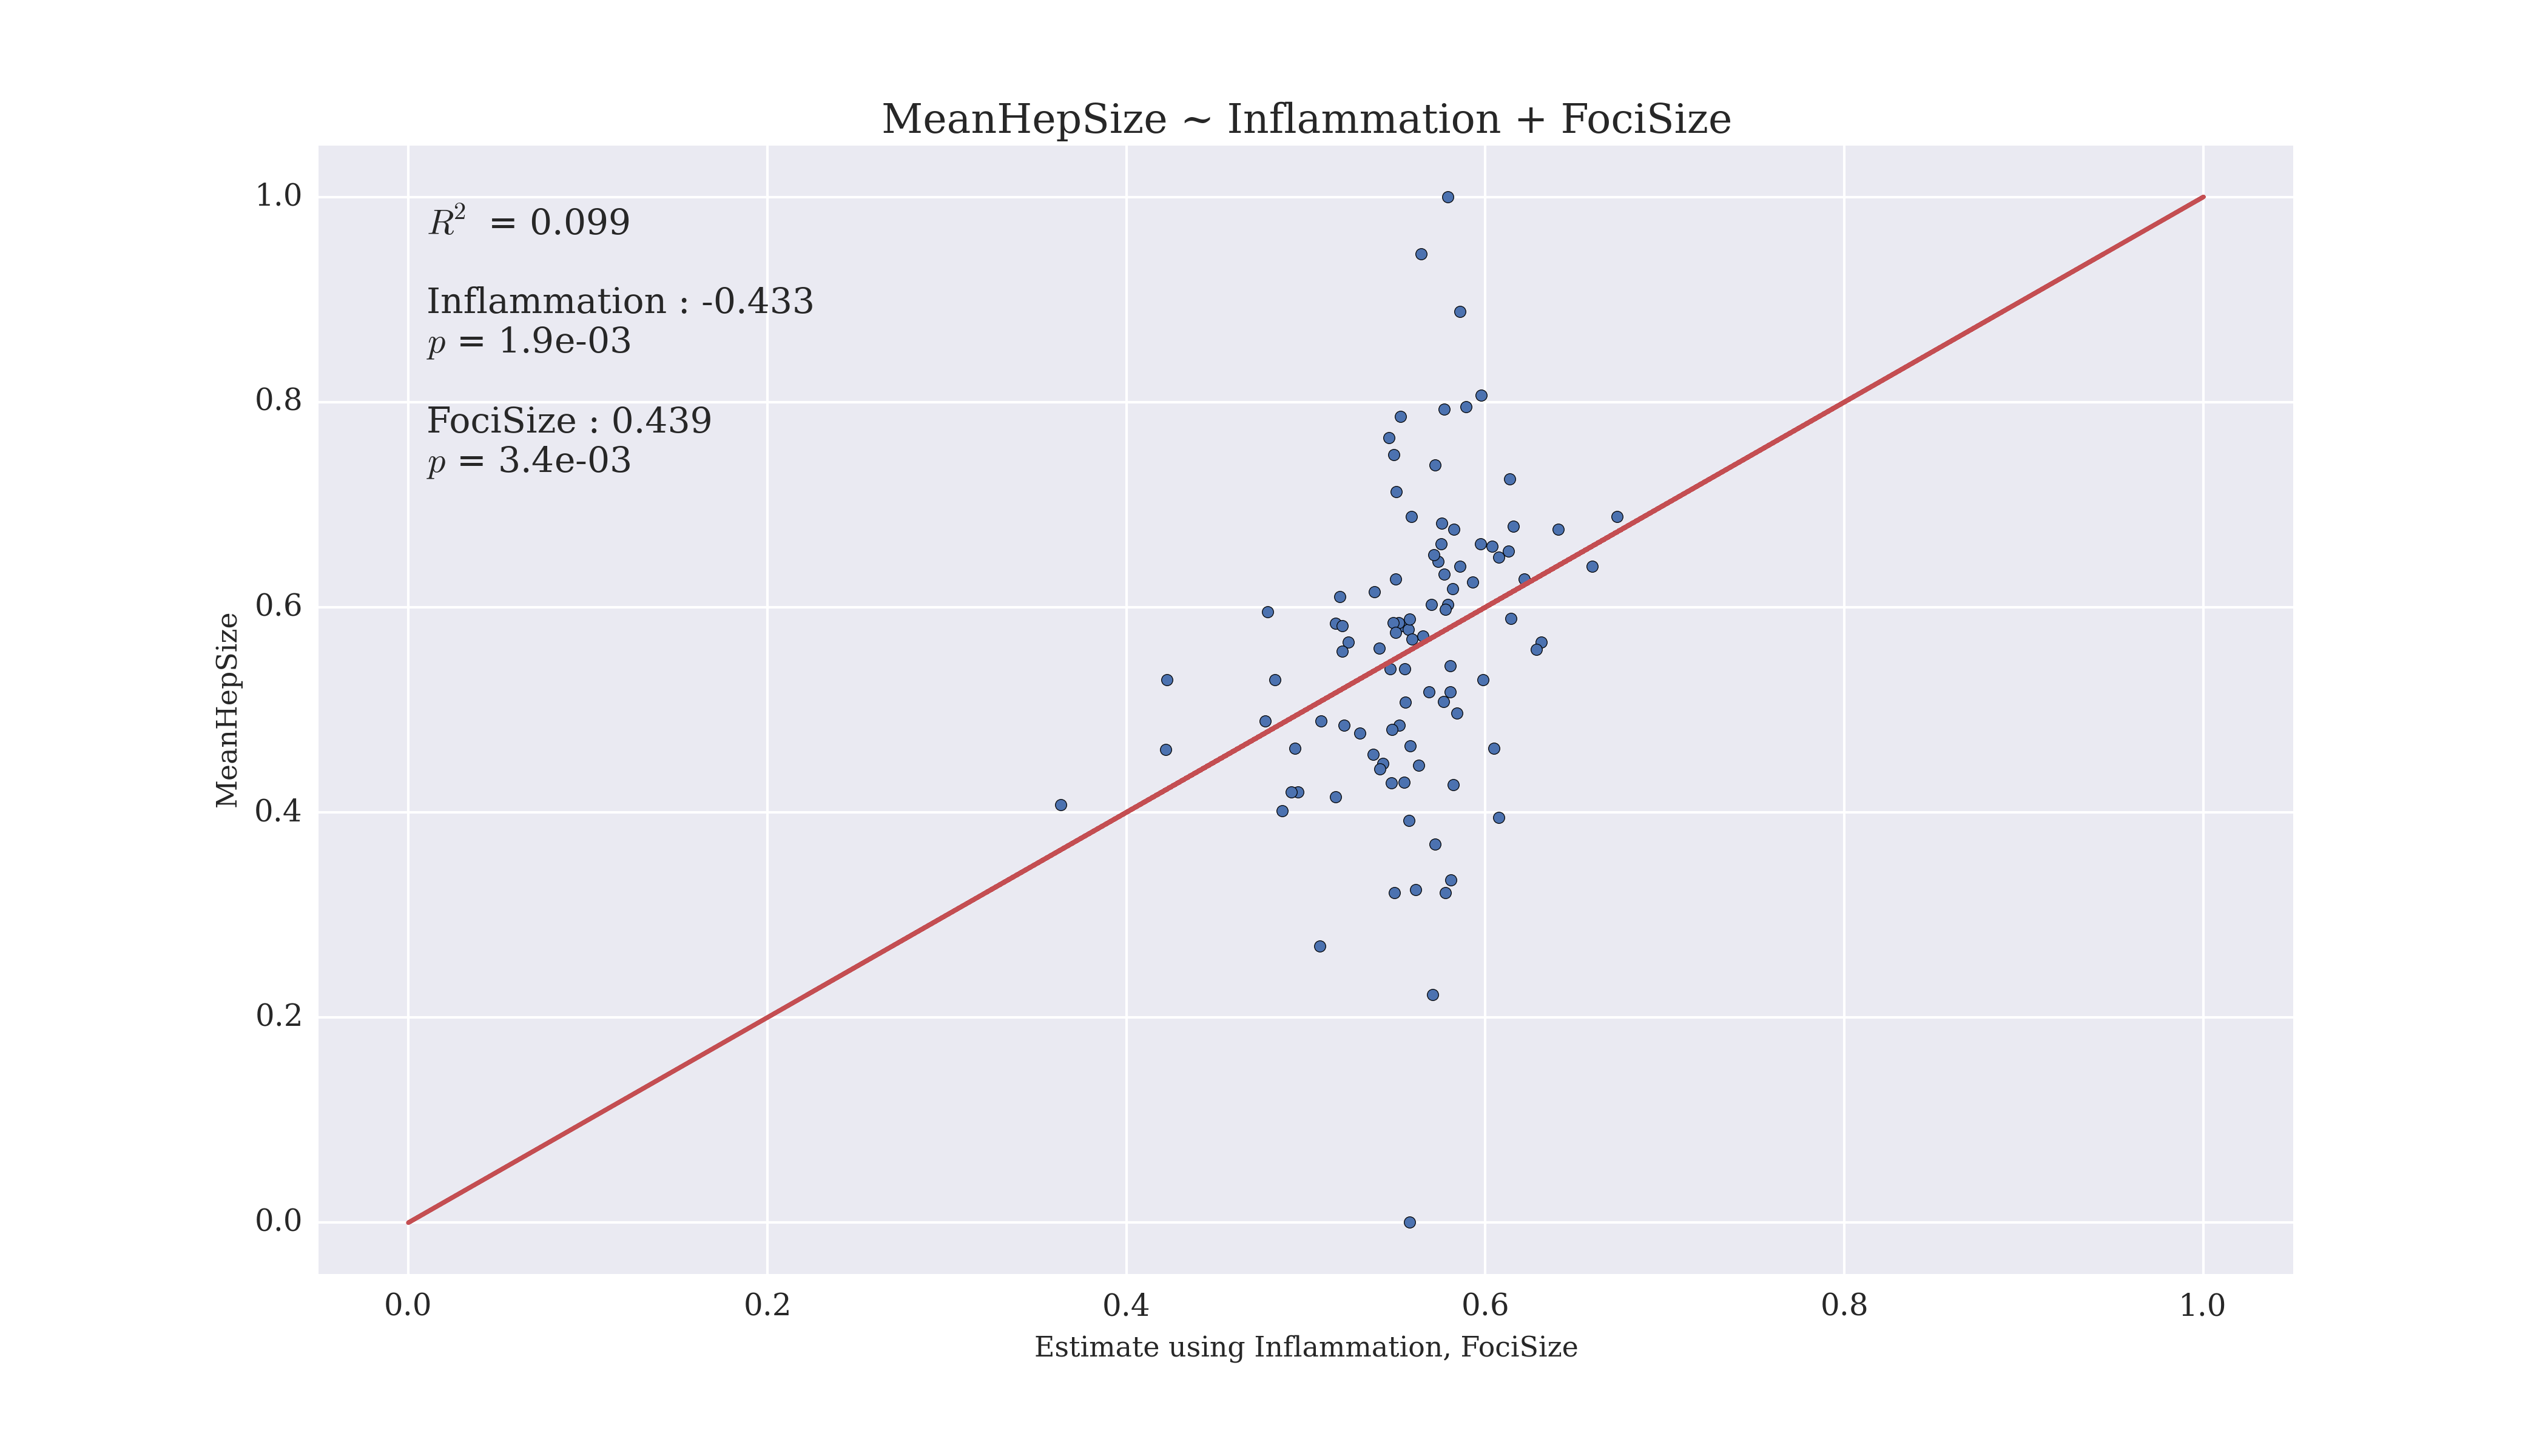 MeanHepSize ~ Inflammation + FociSize
R² = 0.099
Inflammation : -0.433
p = 1.9e-03
FociSize : 0.439
p = 3.4e-03
MeanHepSize
1.0
0.8
0.6
0.4
0.2
0.0
0.0 0.2 0.4 0.6 0.8 1.0
Estimate using Inflammation, FociSize